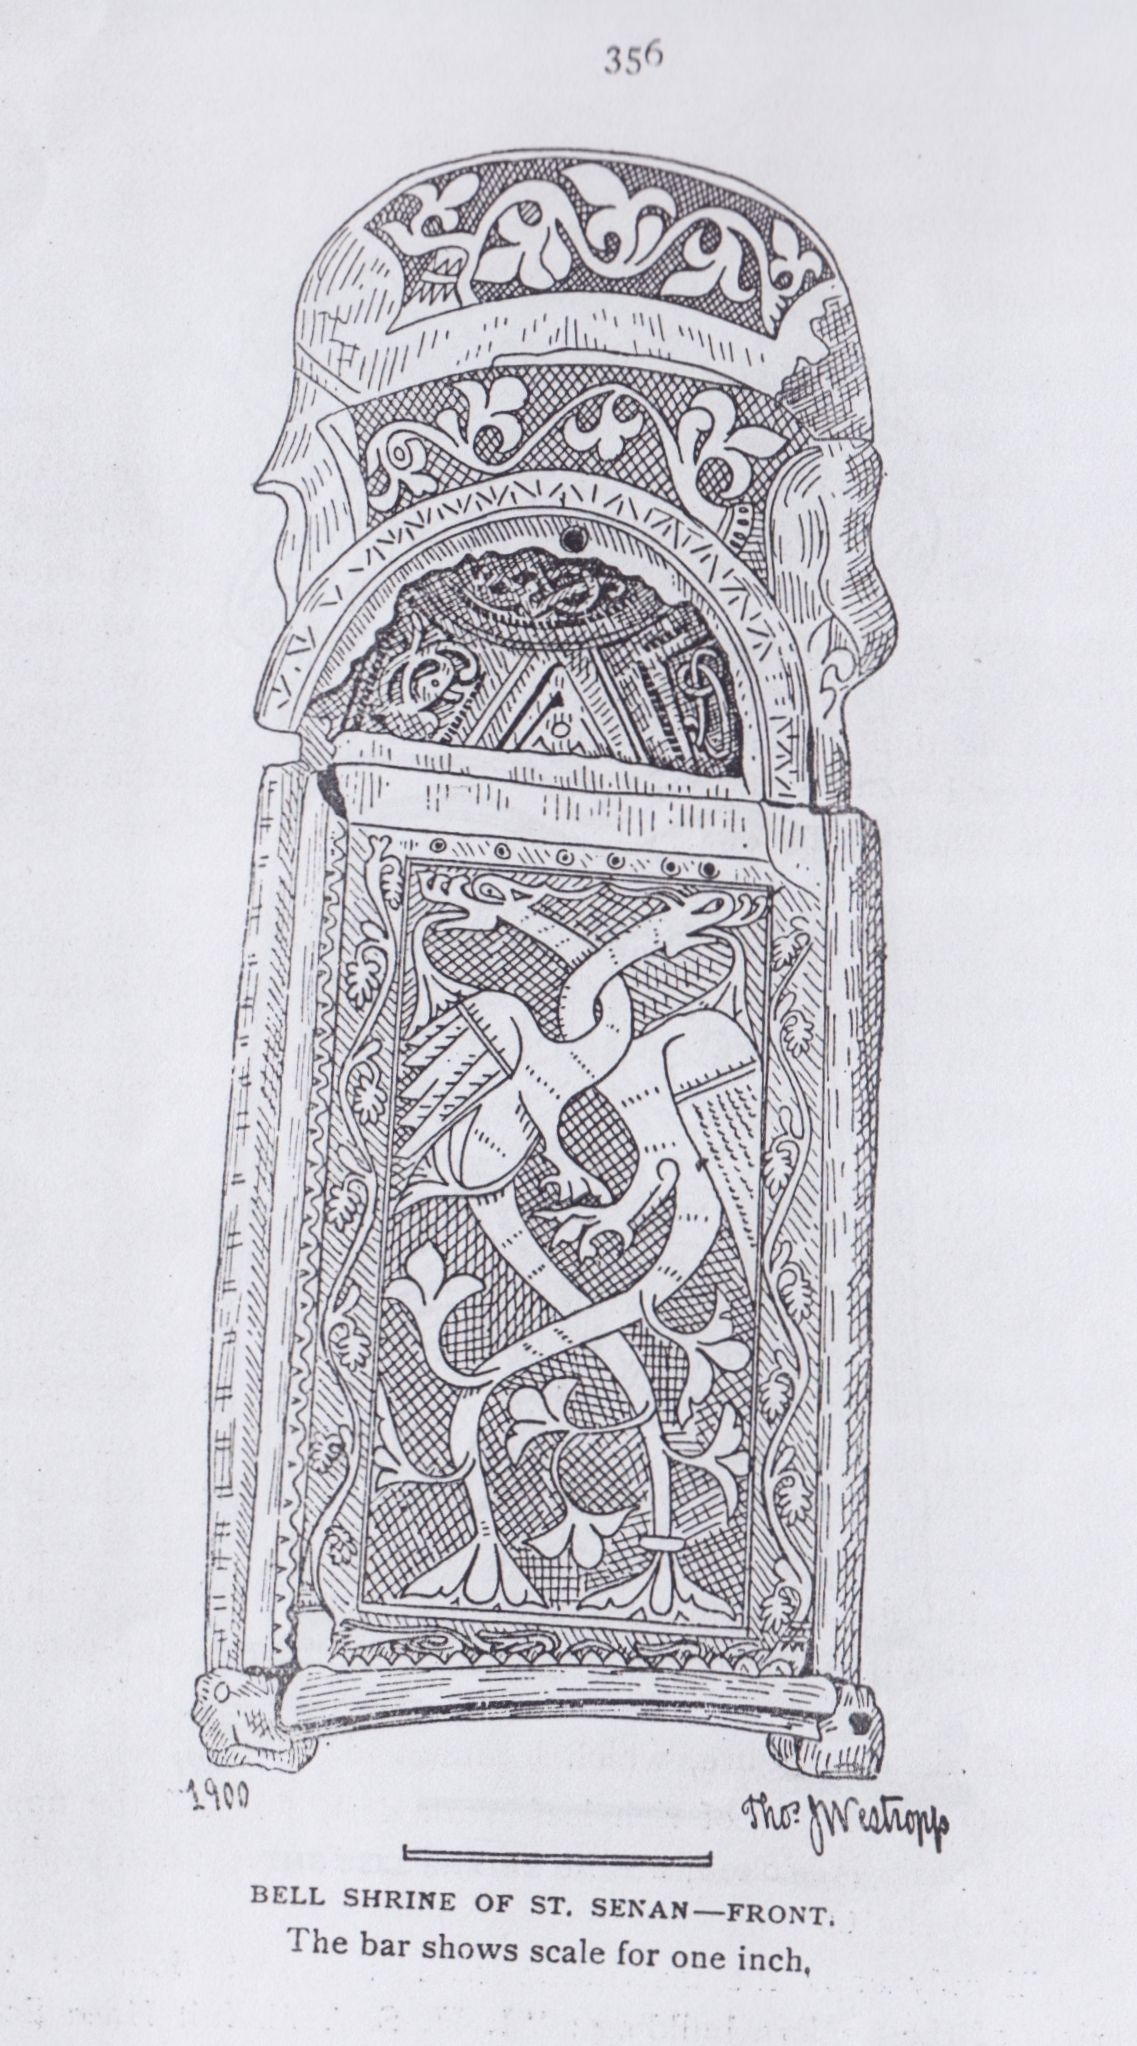 356
1900
Thos. J Westropp
BELL SHRINE OF ST. SENAN—FRONT.
The bar shows scale for one inch.